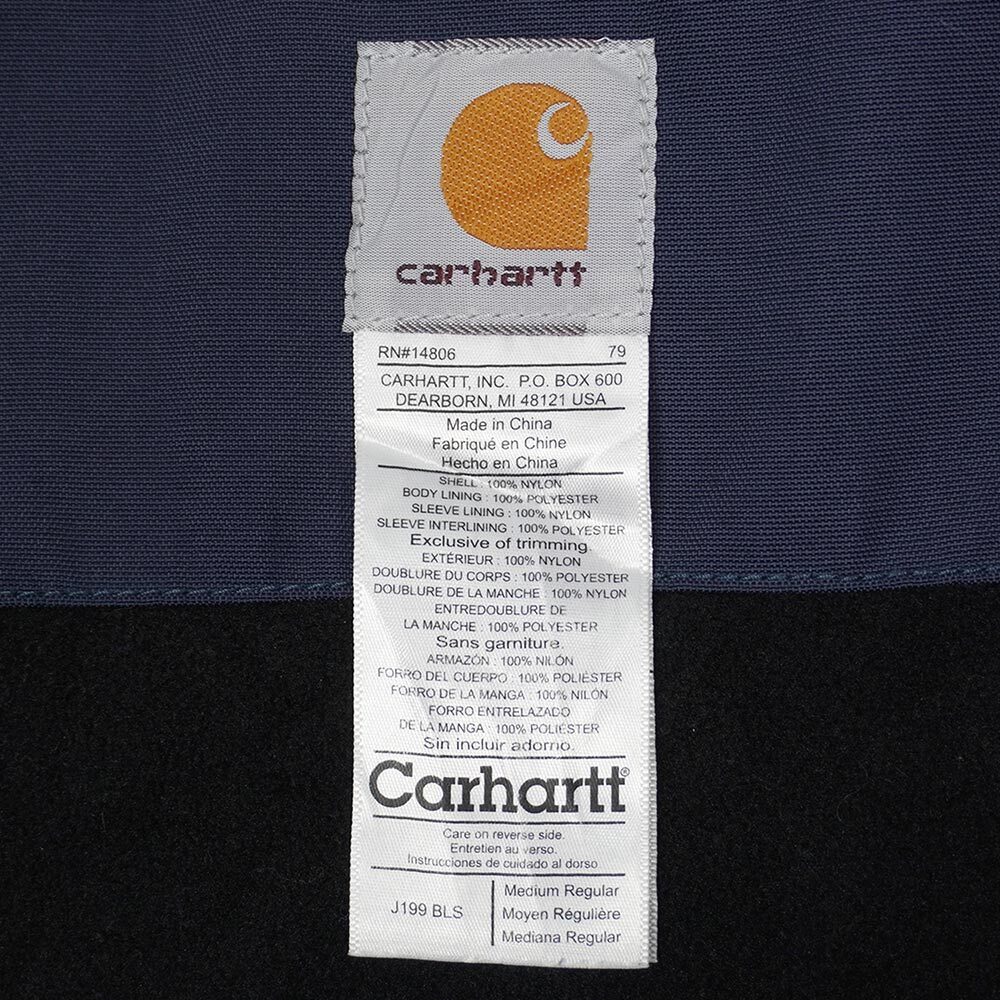 carhartt
RN#14806 79
CARHARTT, INC. P.O. BOX 600
DEARBORN, MI 48121 USA
Made in China
Fabriqué en Chine
Hecho en China
SHELL : 100% NYLON
BODY LINING : 100% POLYESTER
SLEEVE LINING : 100% NYLON
SLEEVE INTERLINING : 100% POLYESTER
Exclusive of trimming
EXTÉRIEUR : 100% NYLON
DOUBLURE DU CORPS : 100% POLYESTER
DOUBLURE DE LA MANCHE : 100% NYLON
ENTREDOUBLURE DE
LA MANCHE : 100% POLYESTER
Sans garniture.
ARMAZÓN : 100% NILÓN
FORRO DEL CUERPO : 100% POLIÉSTER
FORRO DE LA MANGA : 100% NILÓN
FORRO ENTRELAZADO
DE LA MANGA : 100% POLIÉSTER
Sin incluir adorno.
Carhartt®
Care on reverse side.
Entretien au verso.
Instrucciones de cuidado al dorso
J199 BLS
Medium Regular
Moyen Régulière
Mediana Regular